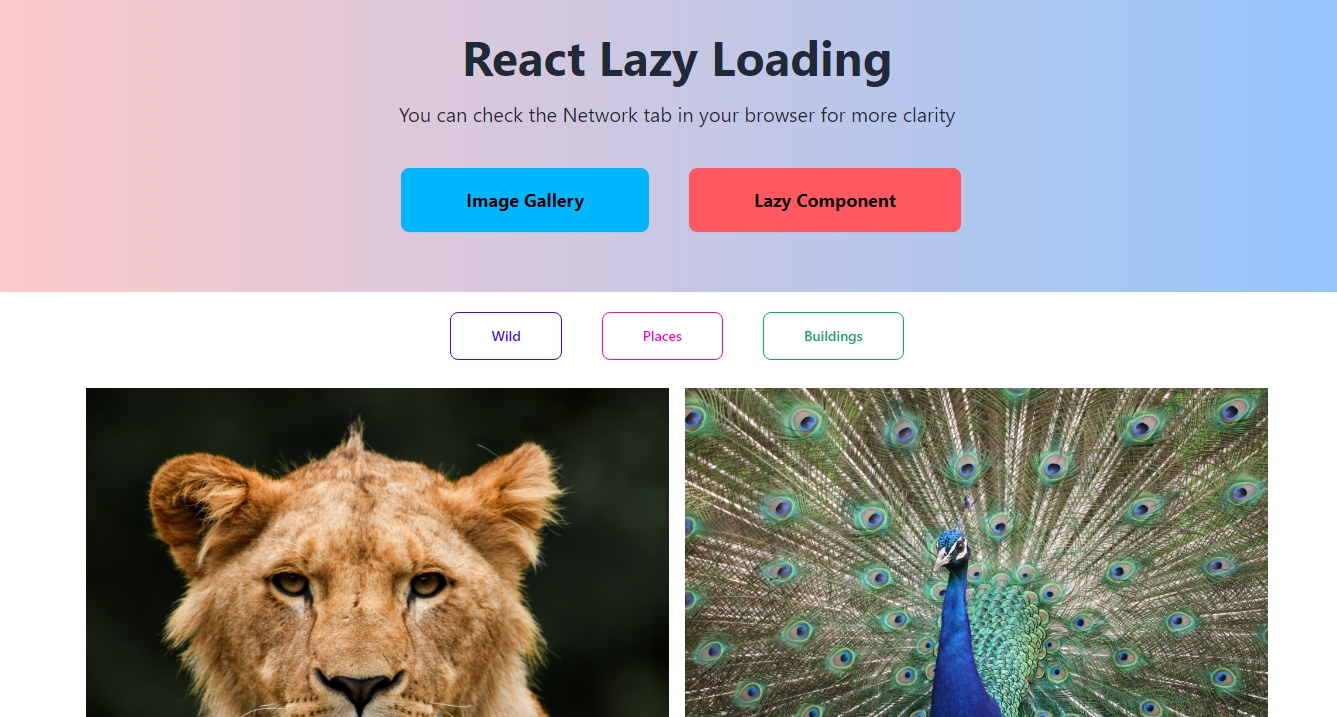 React Lazy Loading
You can check the Network tab in your browser for more clarity
Image Gallery
Lazy Component
Wild
Places
Buildings